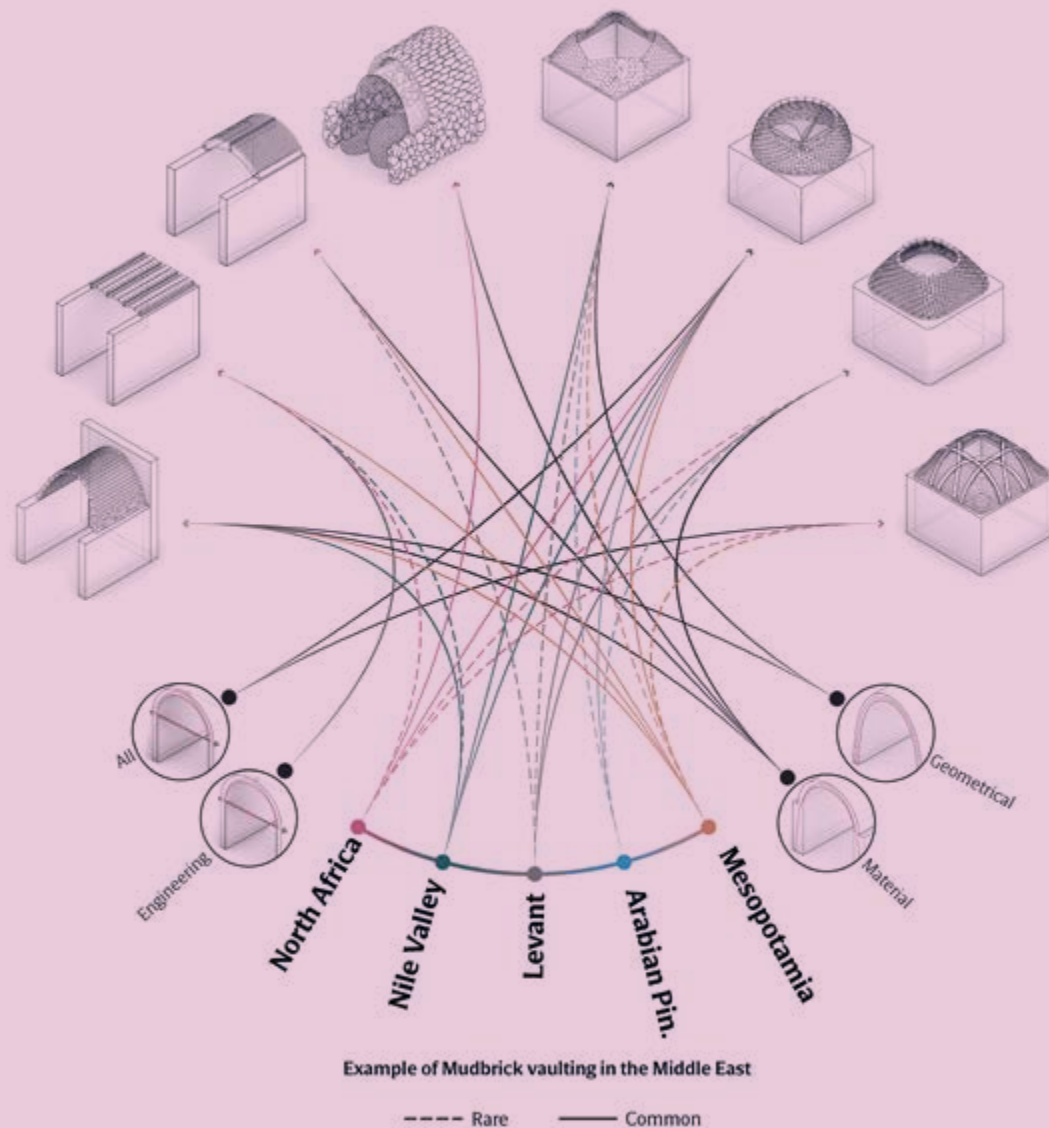 All
Engineering
North Africa
Nile Valley
Levant
Arabian Pin.
Mesopotamia
Material
Geometrical
Example of Mudbrick vaulting in the Middle East
Rare
Common